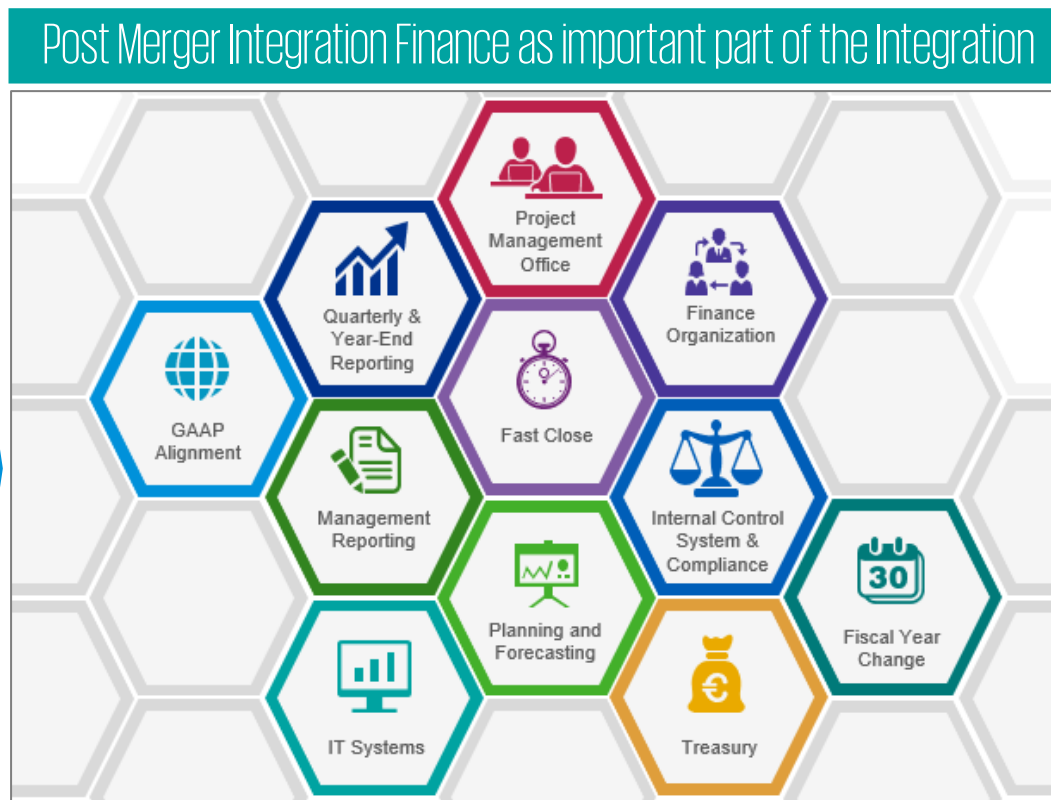 Post Merger Integration Finance as important part of the Integration
Project
Management
Office
Quarterly &
Year-End
Reporting
Finance
Organization
GAAP
Alignment
Fast Close
Management
Reporting
Internal Control
System &
Compliance
30
Fiscal Year
Change
Planning and
Forecasting
€
IT Systems
Treasury